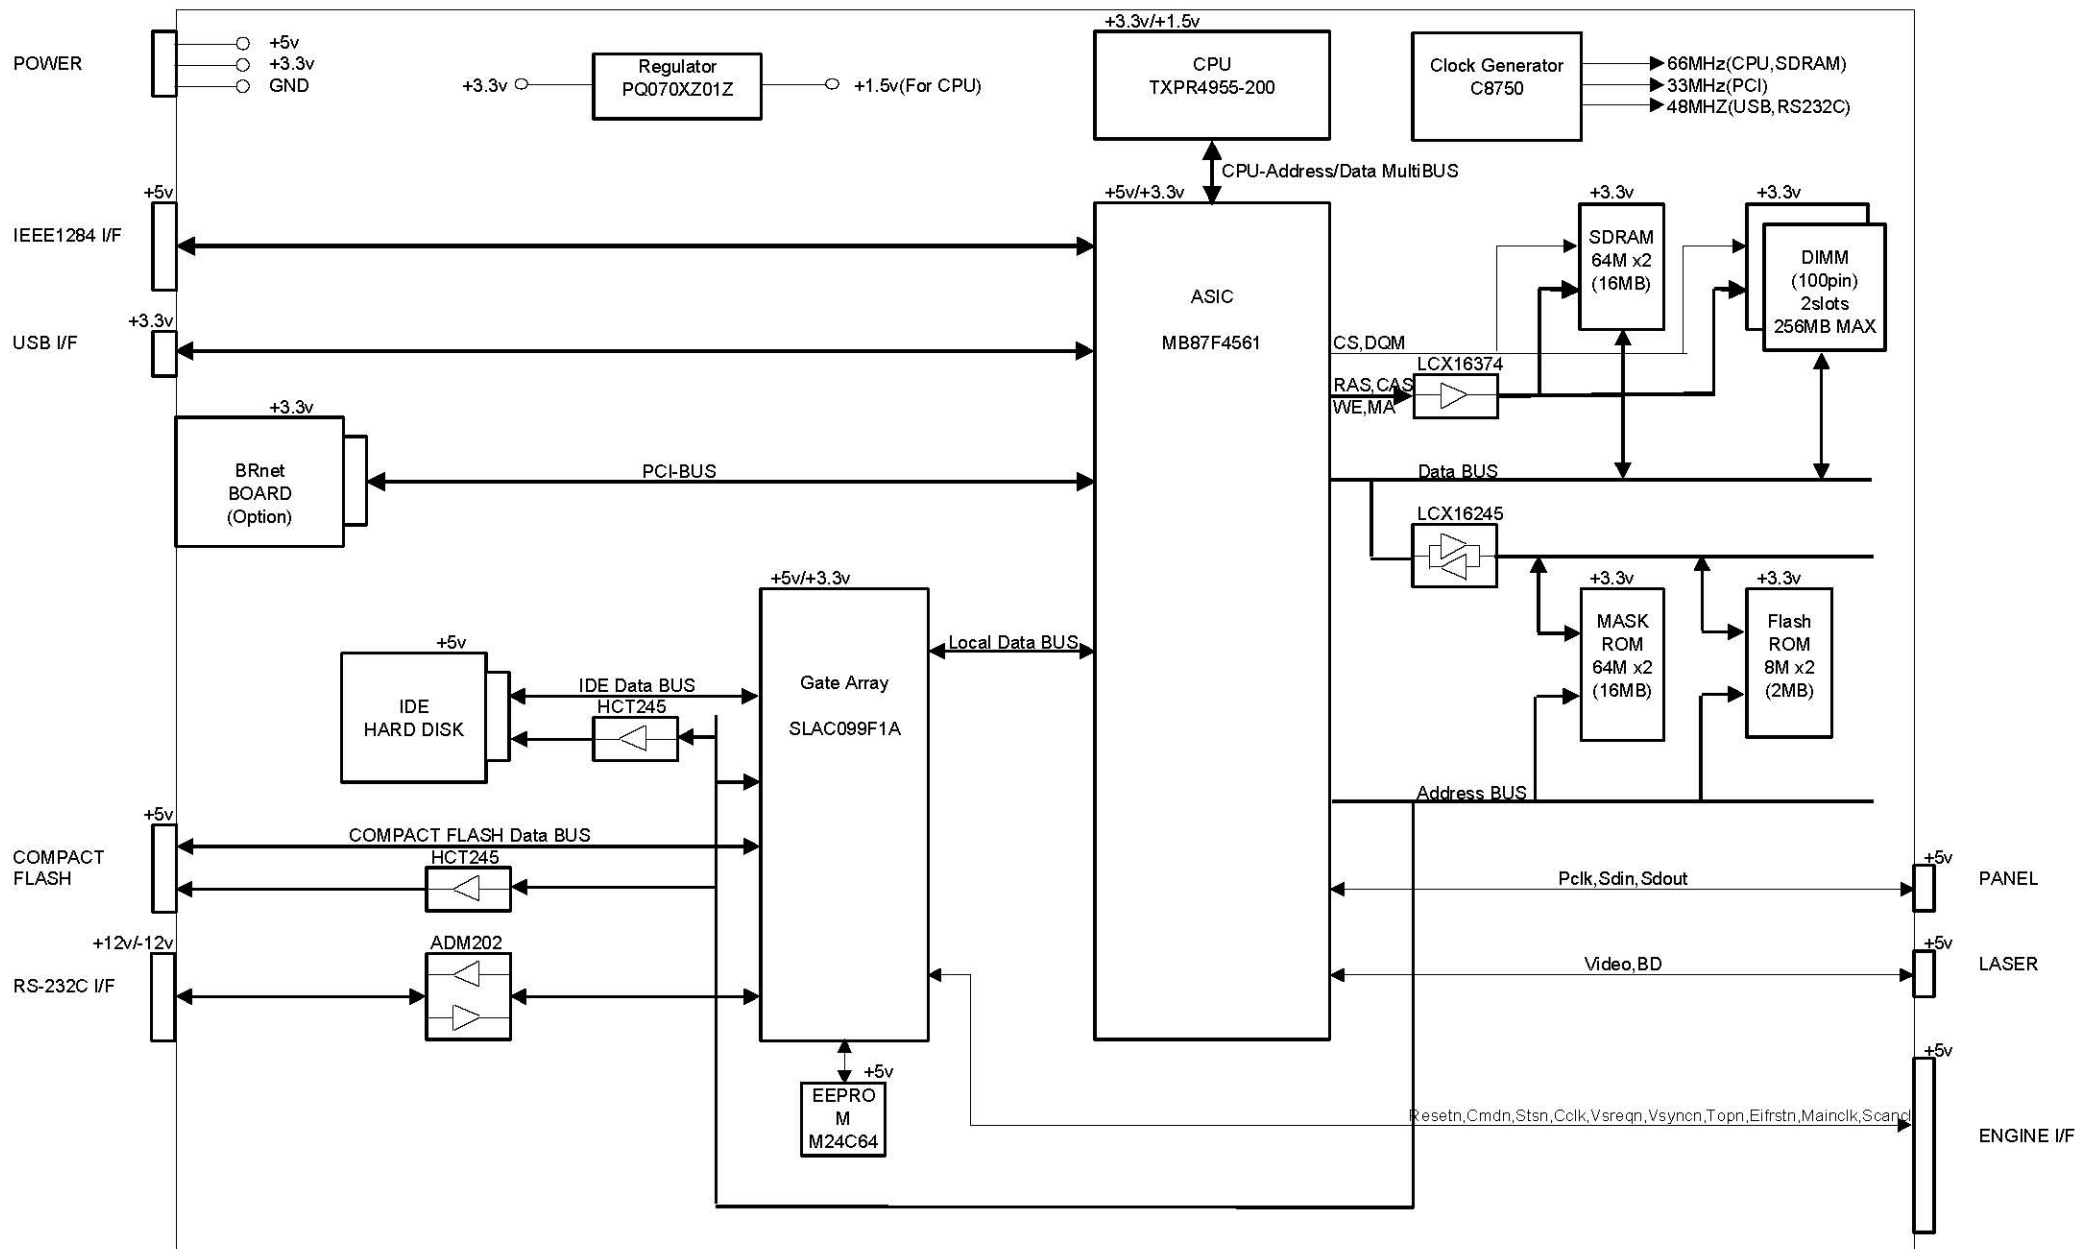 +3.3v/+1.5v
POWER
+5v
+3.3v
GND
+3.3v
Regulator
PQ070XZ01Z
+1.5v(For CPU)
CPU
TXPR4955-200
Clock Generator
C8750
66MHz(CPU,SDRAM)
33MHz(PCI)
48MHZ(USB,RS232C)
CPU-Address/Data MultiBUS
+5v
IEEE1284 I/F
+5v/+3.3v
ASIC
MB87F4561
+3.3v
SDRAM
64M x2
(16MB)
+3.3v
DIMM
(100pin)
2slots
256MB MAX
+3.3v
USB I/F
CS,DQM
LCX16374
RAS,CAS
WE,MA
+3.3v
BRnet
BOARD
(Option)
PCI-BUS
Data BUS
LCX16245
+5v/+3.3v
Gate Array
SLAC099F1A
Local Data BUS
+3.3v
MASK
ROM
64M x2
(16MB)
+3.3v
Flash
ROM
8M x2
(2MB)
+5v
IDE
HARD DISK
IDE Data BUS
HCT245
Address BUS
+5v
COMPACT
FLASH
COMPACT FLASH Data BUS
HCT245
Pclk,Sdin,Sdout
+5v
PANEL
+12v/-12v
RS-232C I/F
ADM202
Video,BD
+5v
LASER
+5v
EEPRO
M
M24C64
Resetn,Cmdn,Stsn,Cclk,Vsreqn,Vsyncn,Topn,Eifrstn,Mainclk,Scancl
+5v
ENGINE I/F